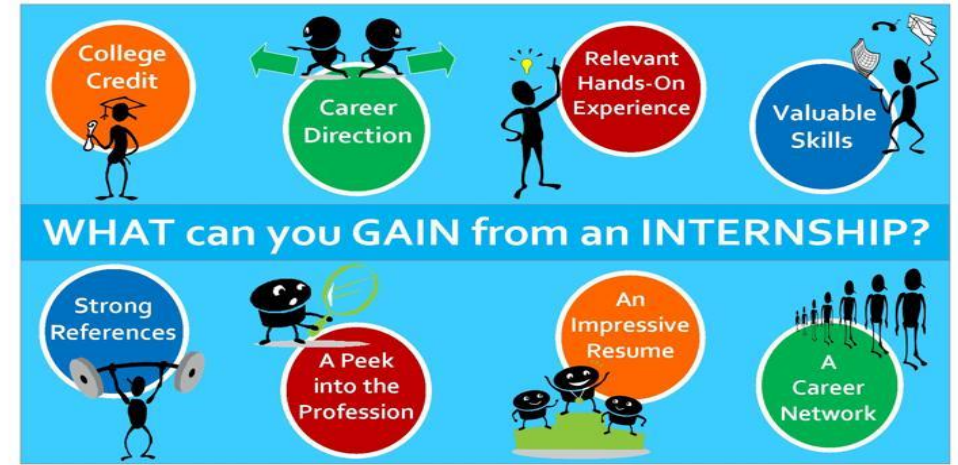 College
Credit
Career
Direction
Relevant
Hands-On
Experience
Valuable
Skills
WHAT can you GAIN from an INTERNSHIP?
Strong
References
A Peek
into the
Profession
An
Impressive
Resume
A
Career
Network